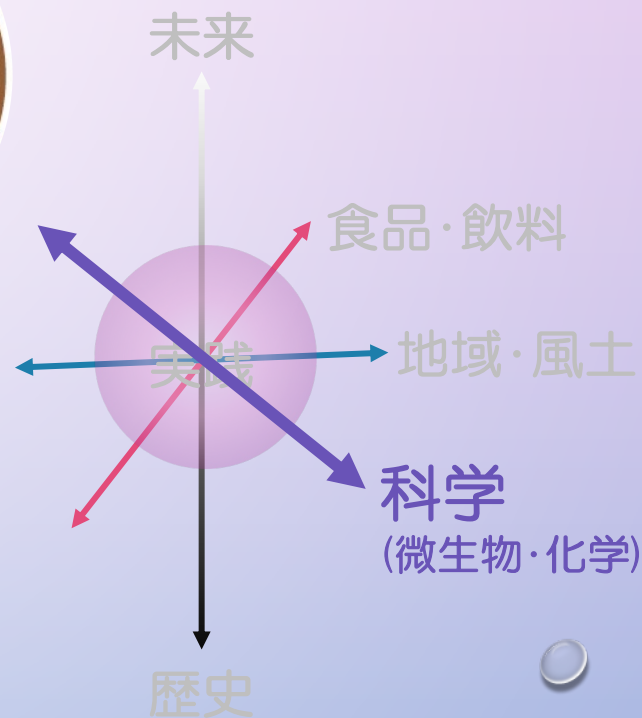 未来
食品・飲料
地域・風土
実践
科学
(微生物・化学)
歴史